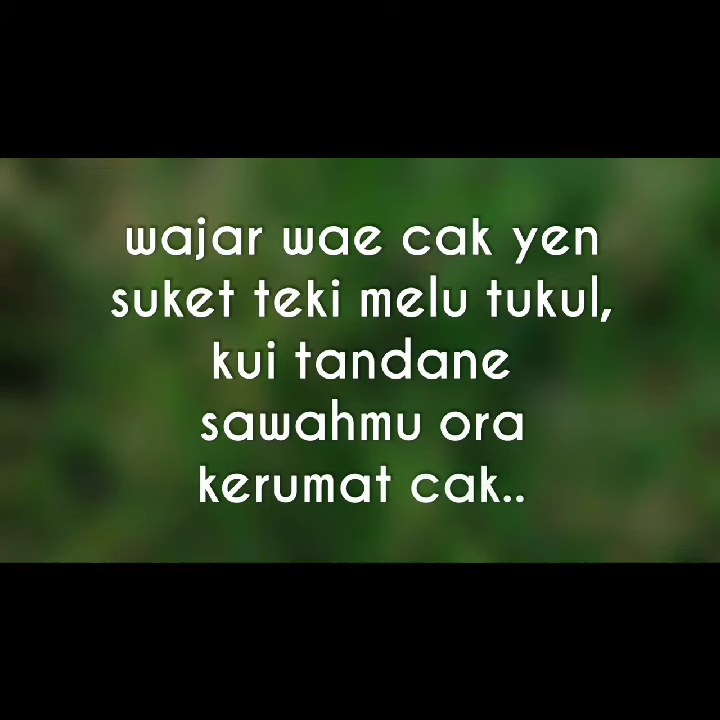 wajar wae cak yen
suket teki melu tukul,
kui tandane
sawahmu ora
kerumat cak..